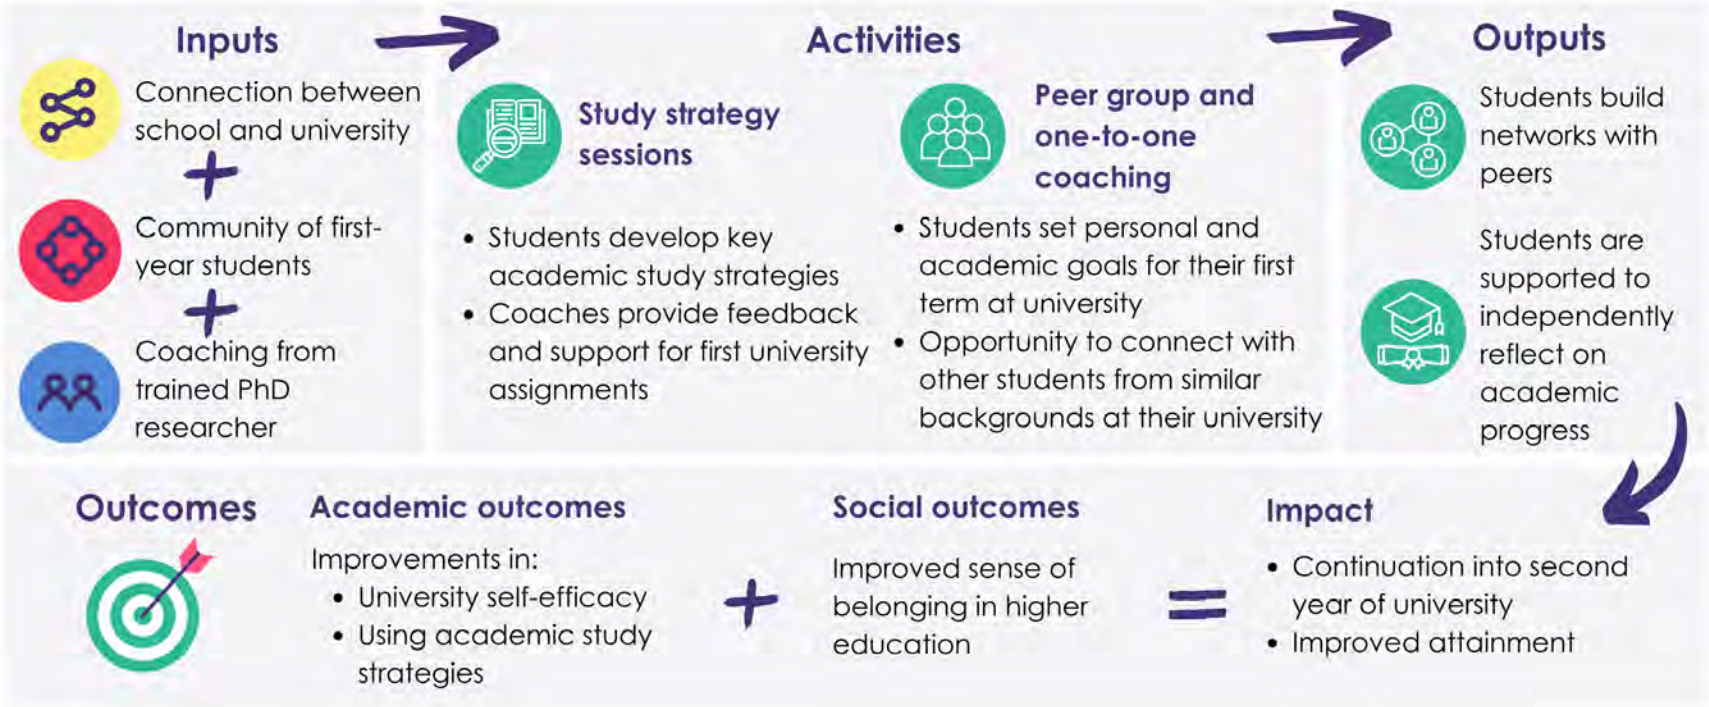 Inputs
Connection between
school and university
+
Community of first-
year students
+
Coaching from
trained PhD
researcher
Activities
Study strategy
sessions
• Students develop key
academic study strategies
• Coaches provide feedback
and support for first university
assignments
Peer group and
one-to-one
coaching
• Students set personal and
academic goals for their first
term at university
• Opportunity to connect with
other students from similar
backgrounds at their university
Outputs
Students build
networks with
peers
Students are
supported to
independently
reflect on
academic
progress
Outcomes
Academic outcomes
Improvements in:
• University self-efficacy
• Using academic study
strategies
+
Social outcomes
Improved sense of
belonging in higher
education
=
Impact
• Continuation into second
year of university
• Improved attainment